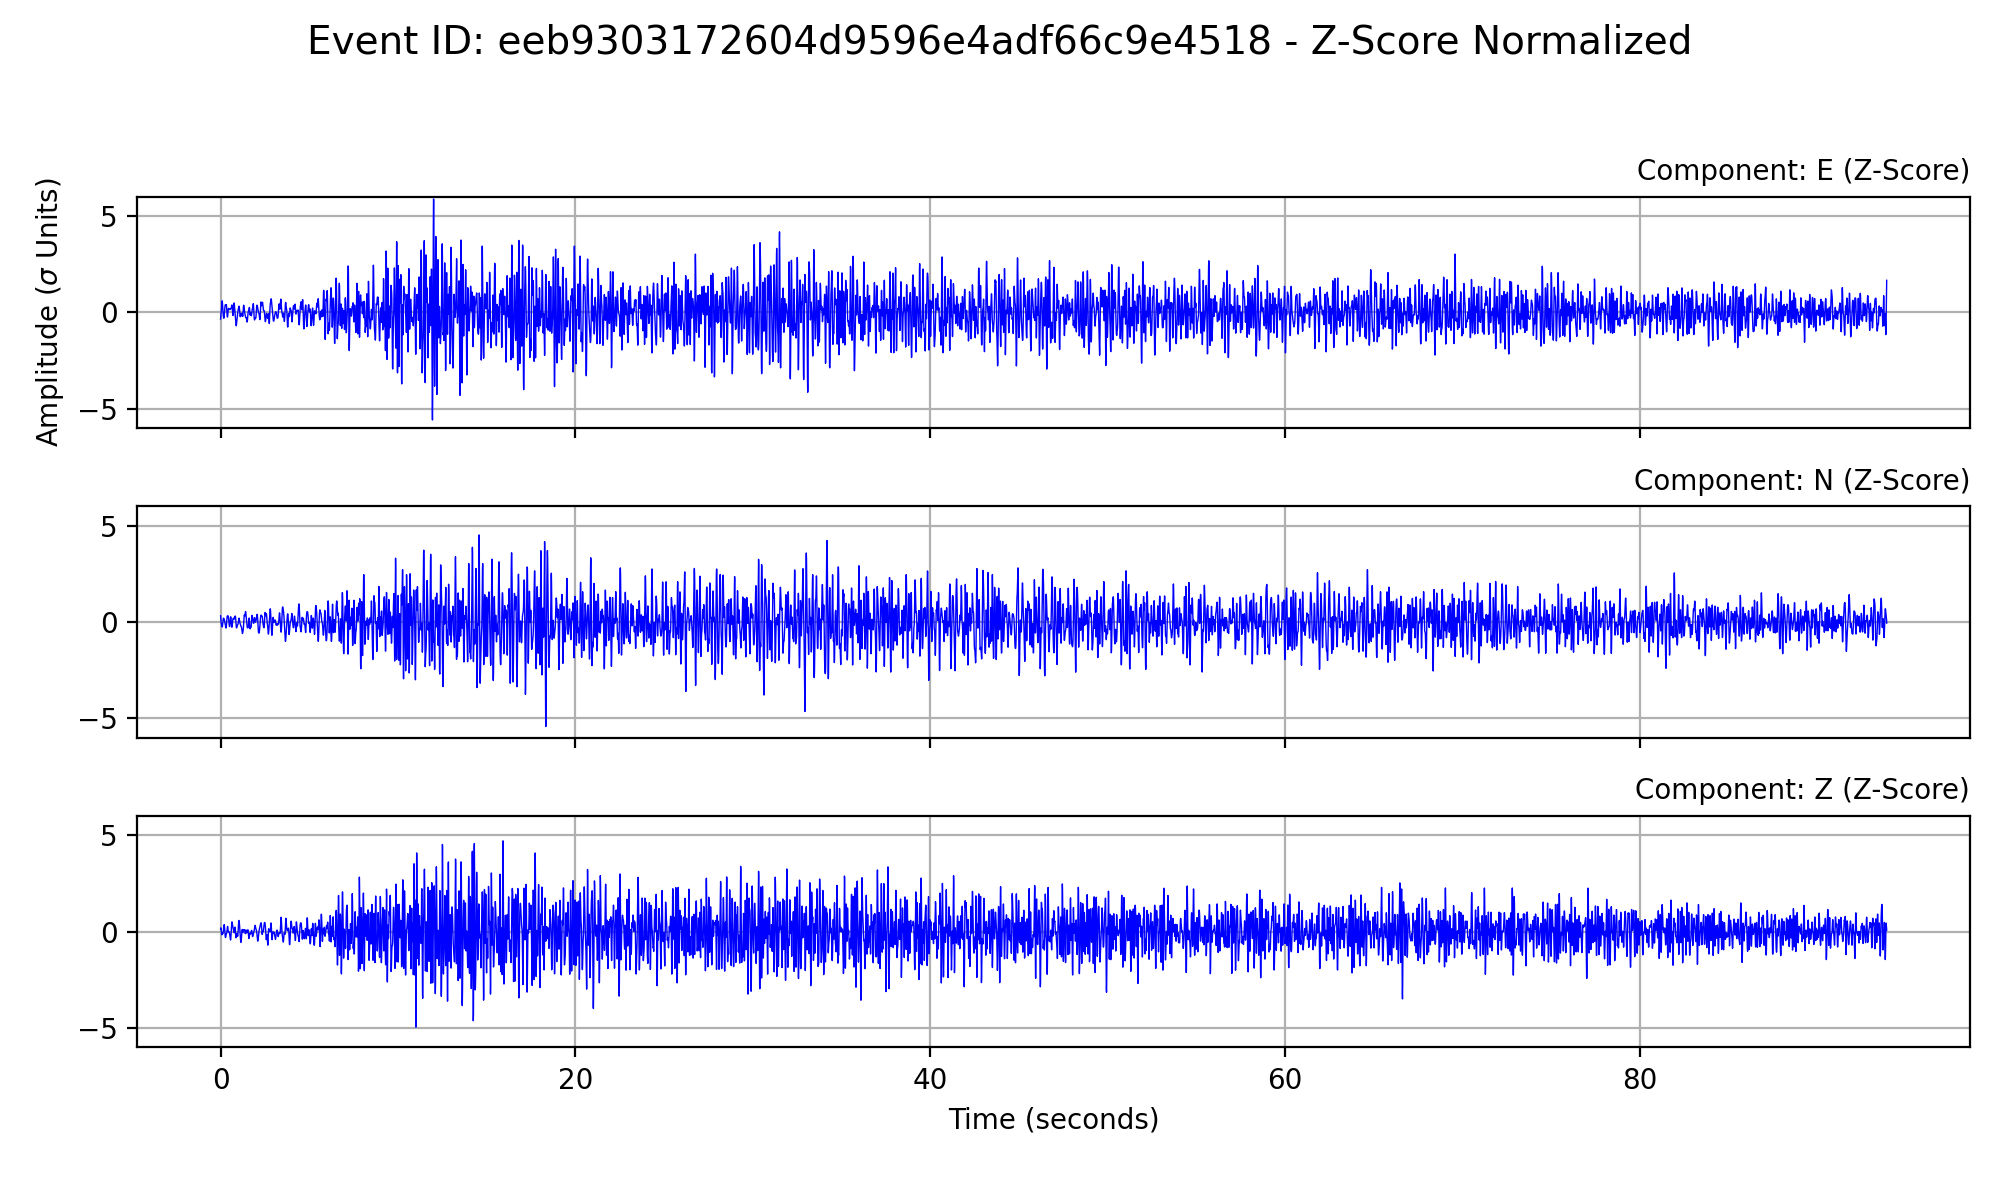 Event ID: eeb9303172604d9596e4adf66c9e4518 - Z-Score Normalized
Component: E (Z-Score)
Amplitude (σ Units)
5
0
−5
Component: N (Z-Score)
5
0
−5
Component: Z (Z-Score)
5
0
−5
0 20 40 60 80
Time (seconds)